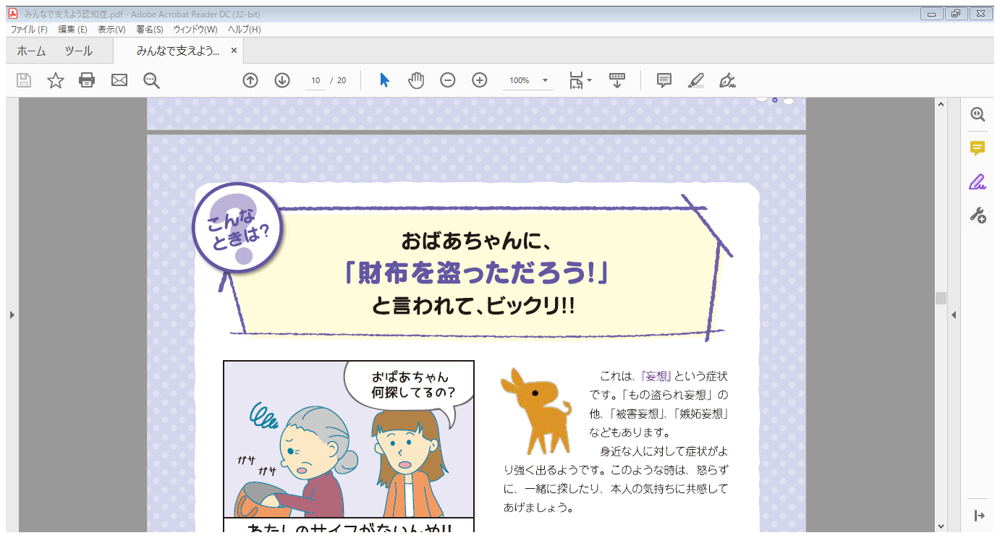 みんなで支えよう認知症.pdf - Adobe Acrobat Reader DC (32-bit)
ファイル(F) 編集(E) 表示(V) 署名(S) ウィンドウ(W) ヘルプ(H)
ホーム ツール みんなで支えよう... ×
10 / 20 100%
こんな
ときは?
おばあちゃんに、
「財布を盗っただろう!」
と言われて、ビックリ!!
おばあちゃん
何探してるの?
ガサ
ガサ
あたしのサイフがないんや!!
これは、『妄想』という症状
です。「もの盗られ妄想」の
他、「被害妄想」、「嫉妬妄想」
などもあります。
身近な人に対して症状がよ
り強く出るようです。このような時は、怒らず
に、一緒に探したり、本人の気持ちに共感して
あげましょう。